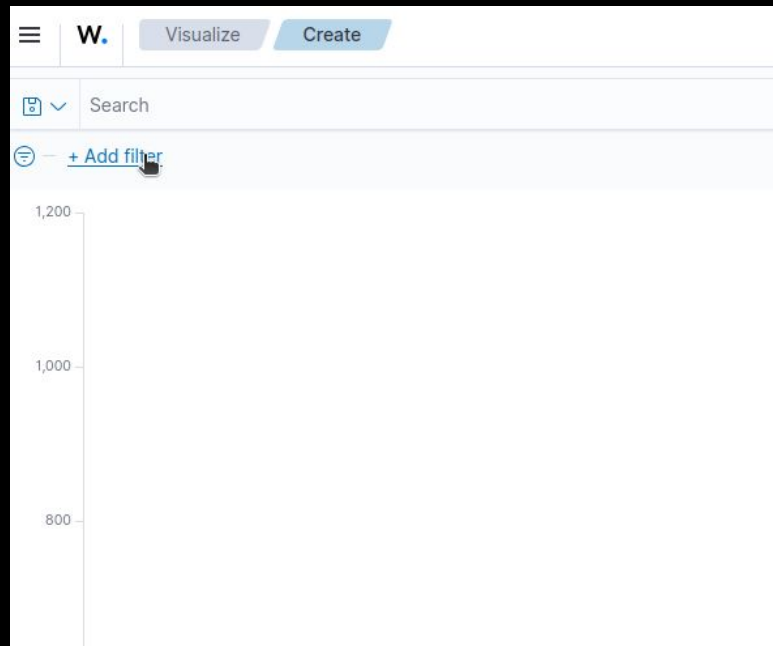 W. Visualize Create
Search
+ Add filter
1,200
1,000
800